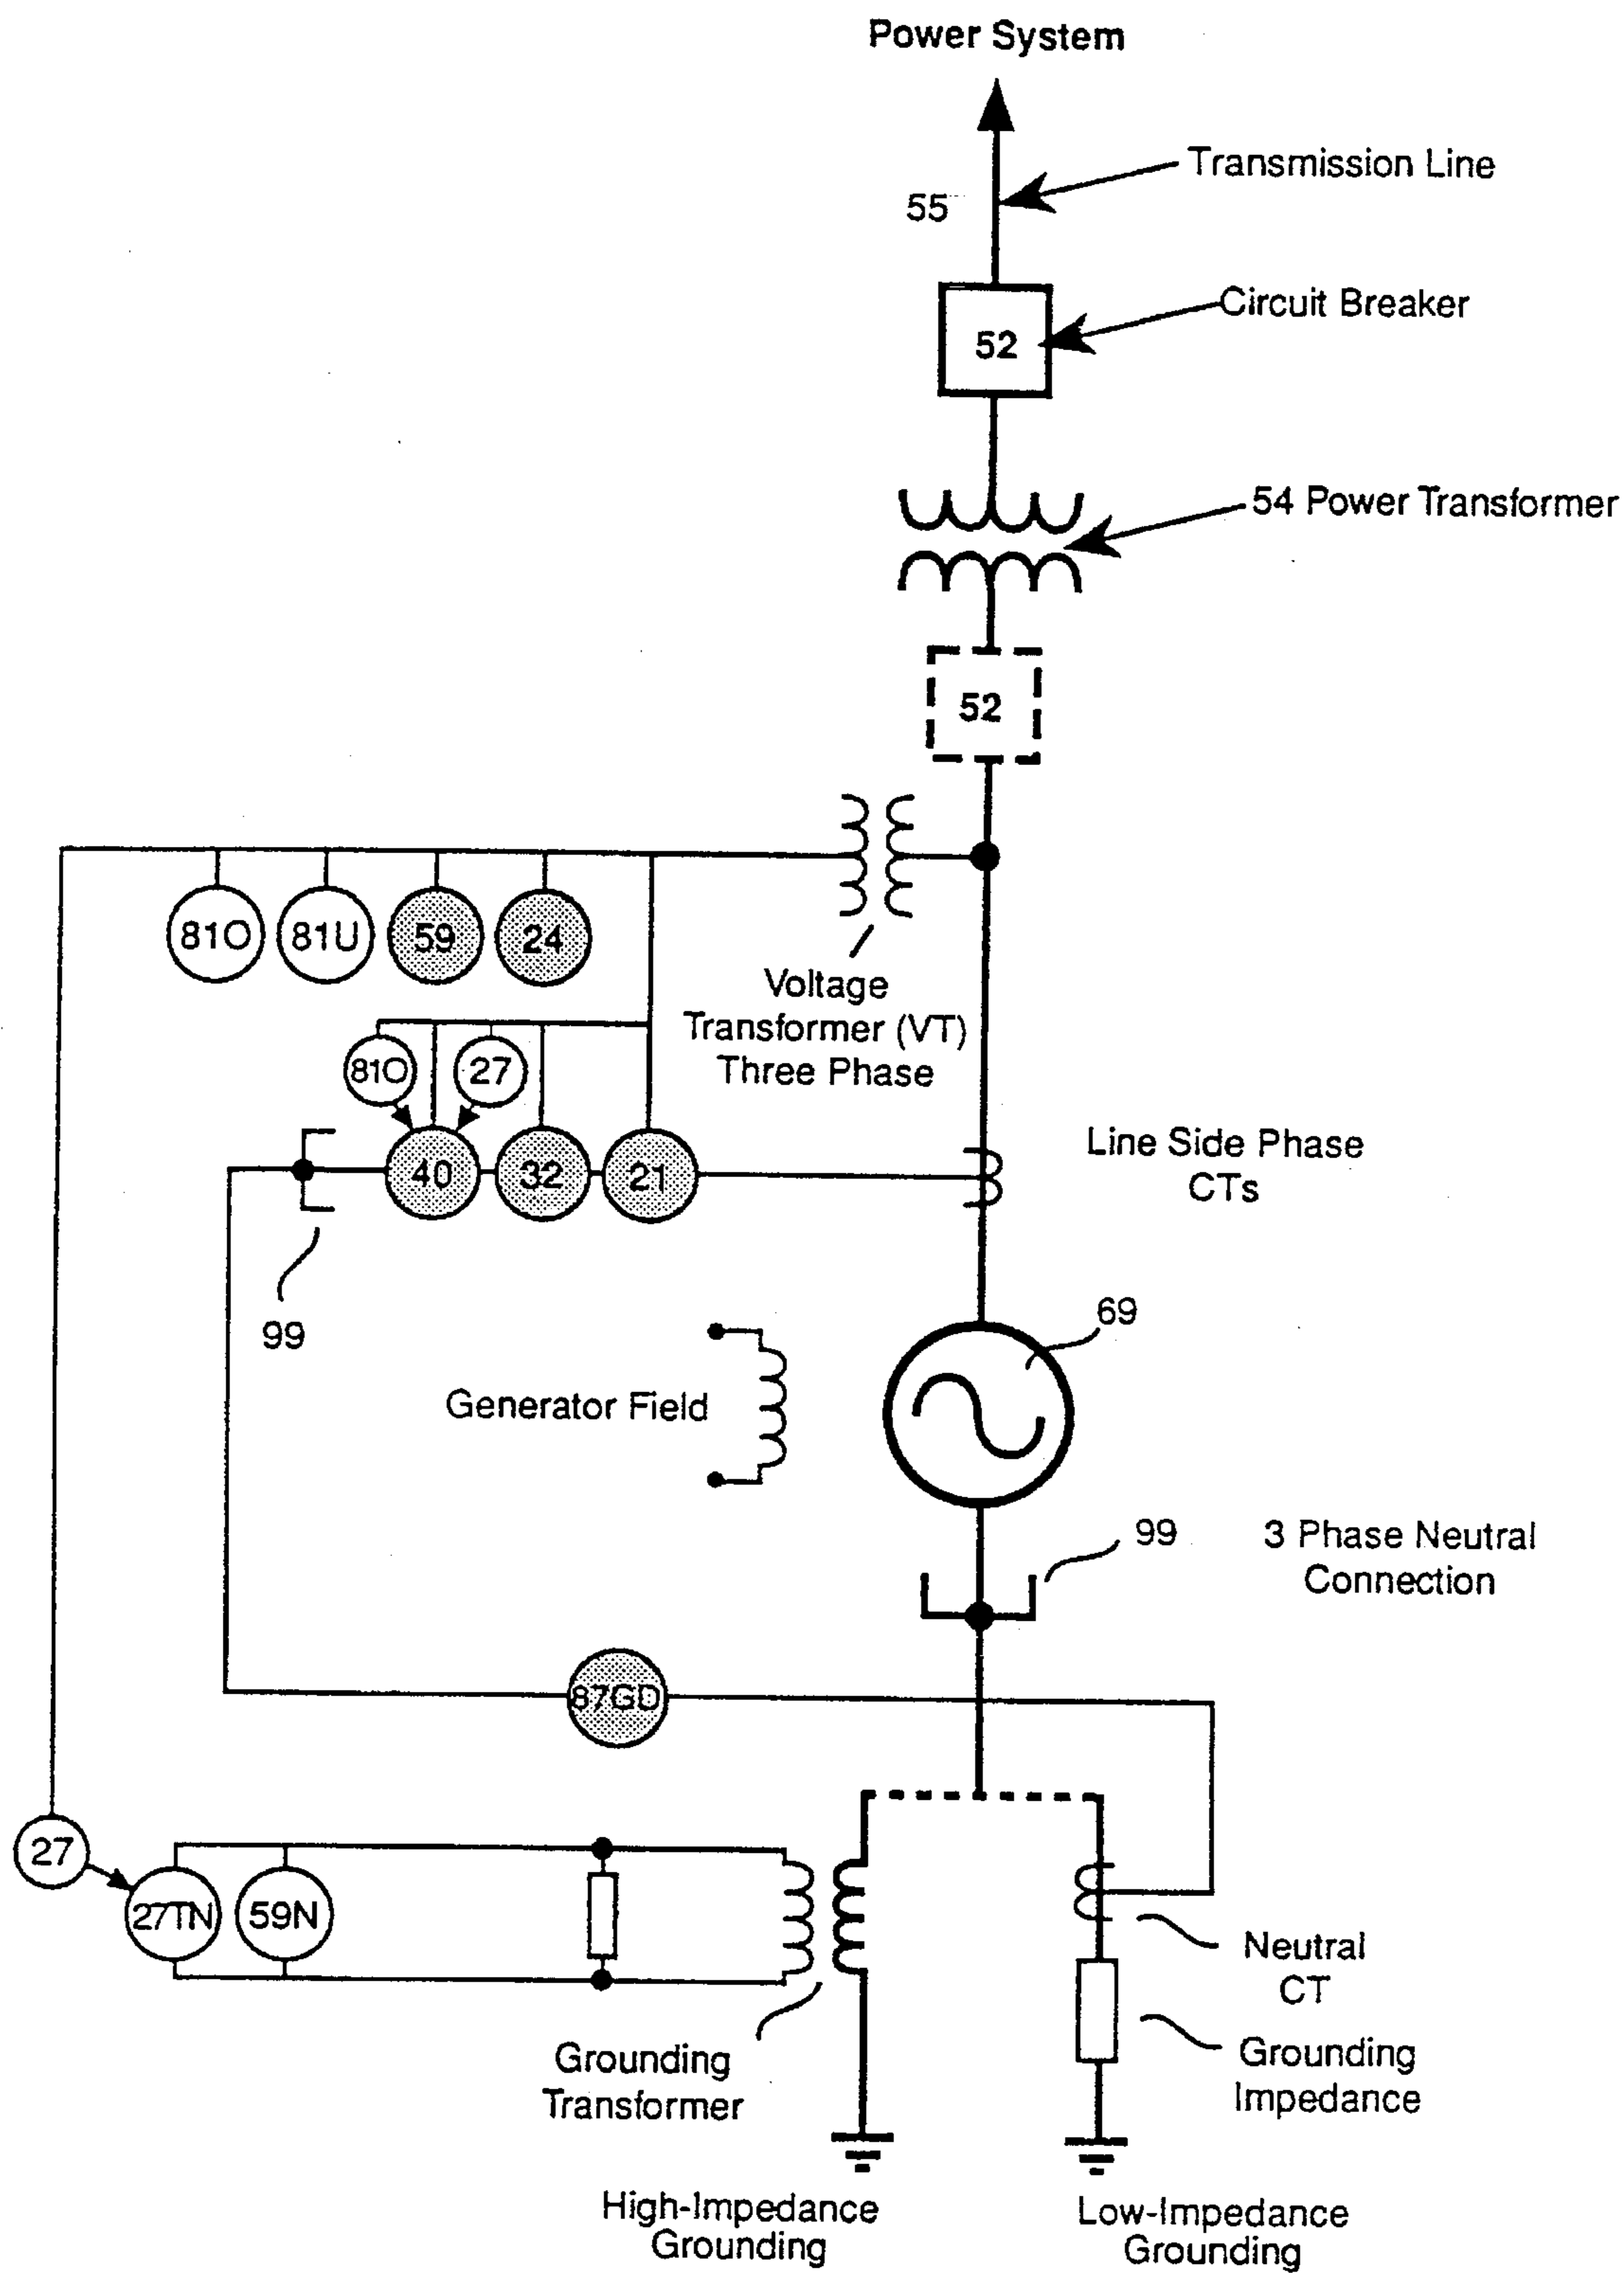 Power System
Transmission Line
55
Circuit Breaker
52
54 Power Transformer
52
81O
81U
59
24
Voltage
Transformer (VT)
Three Phase
81O
27
40
32
21
Line Side Phase
CTs
99
69
Generator Field
99
3 Phase Neutral
Connection
87GD
27
27TN
59N
Neutral
CT
Grounding
Transformer
Grounding
Impedance
High-Impedance
Grounding
Low-Impedance
Grounding